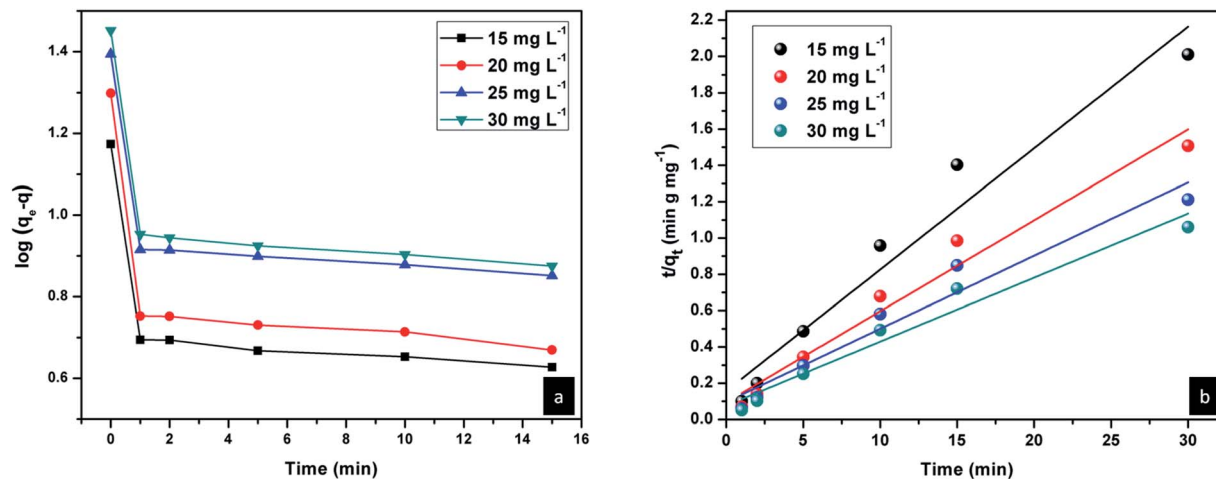 1.4
1.2
1.0
0.8
0.6
log (qₑ-q)
0 2 4 6 8 10 12 14 16
Time (min)
15 mg L⁻¹
20 mg L⁻¹
25 mg L⁻¹
30 mg L⁻¹
a
2.2
2.0
1.8
1.6
1.4
1.2
1.0
0.8
0.6
0.4
0.2
0.0
t/qₜ (min g mg⁻¹)
0 5 10 15 20 25 30
Time (min)
15 mg L⁻¹
20 mg L⁻¹
25 mg L⁻¹
30 mg L⁻¹
b